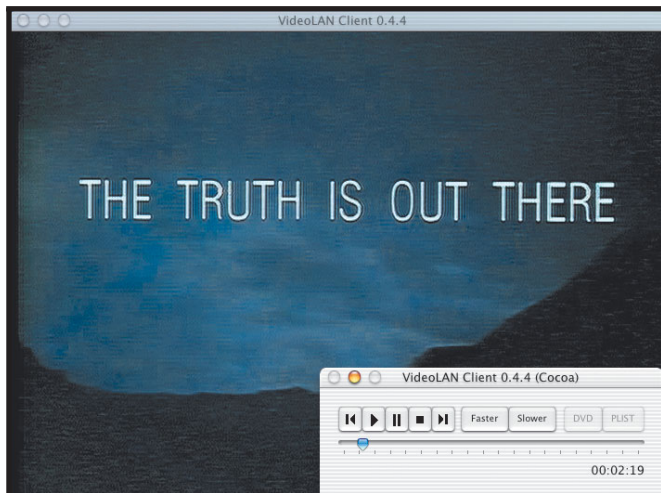 VideoLAN Client 0.4.4
THE TRUTH IS OUT THERE
VideoLAN Client 0.4.4 (Cocoa)
Faster Slower DVD PLIST
00:02:19